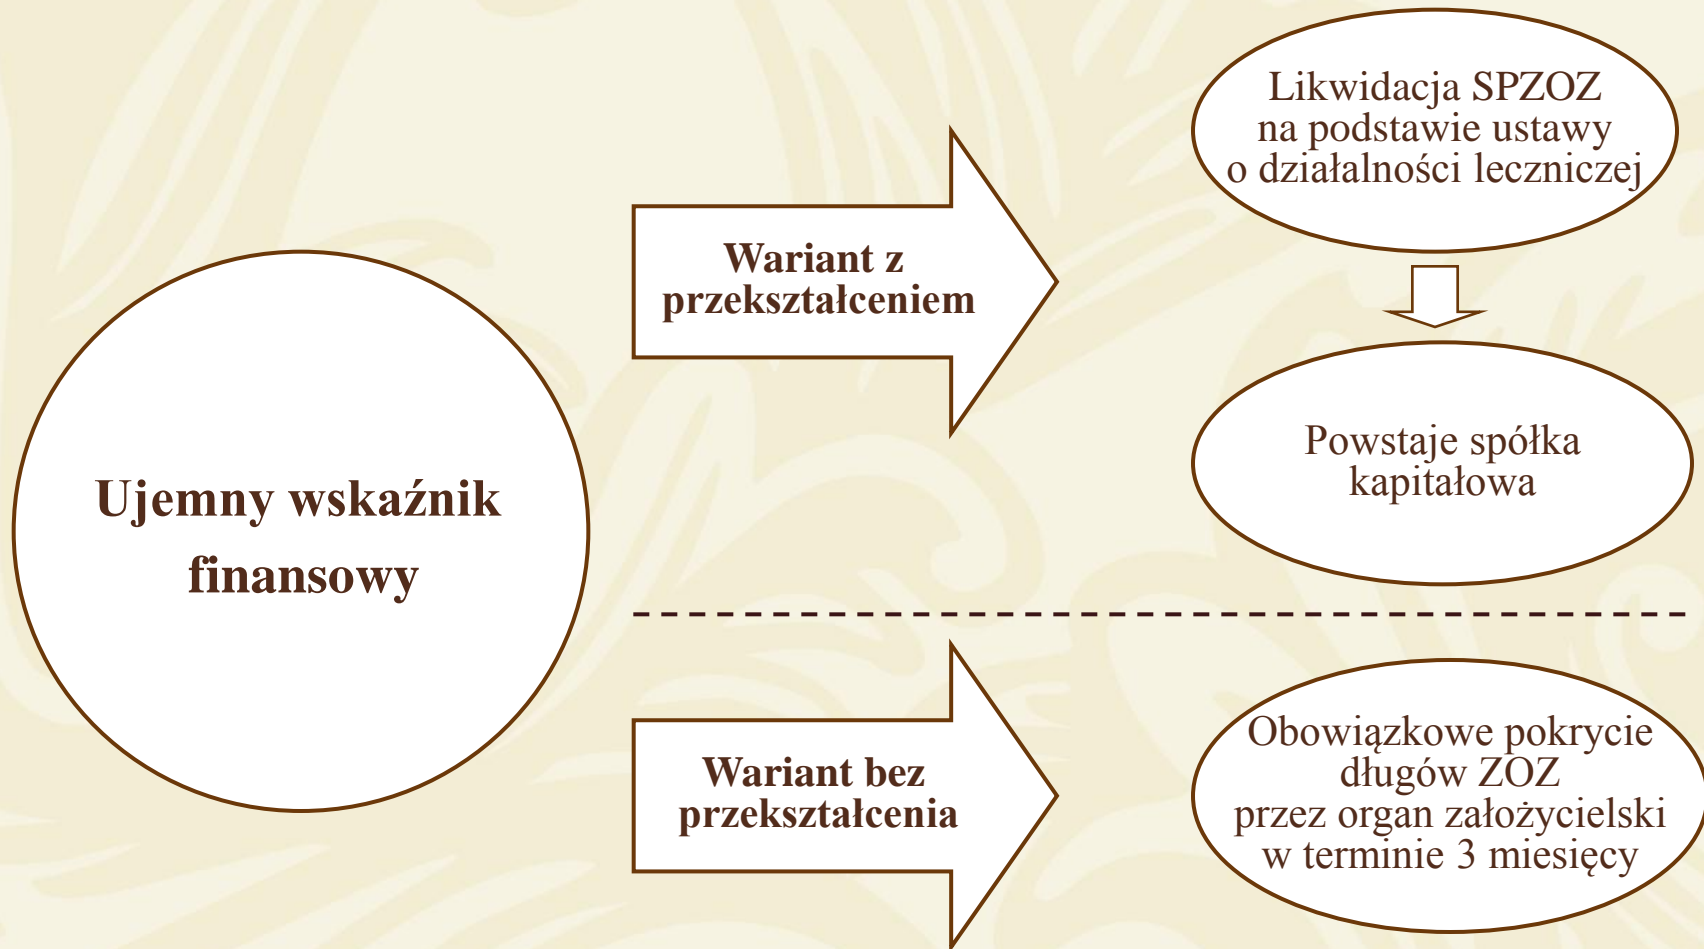 Ujemny wskaźnik
finansowy
Wariant z
przekształceniem
Likwidacja SPZOZ
na podstawie ustawy
o działalności leczniczej
Powstaje spółka
kapitałowa
Wariant bez
przekształcenia
Obowiązkowe pokrycie
długów ZOZ
przez organ założycielski
w terminie 3 miesięcy